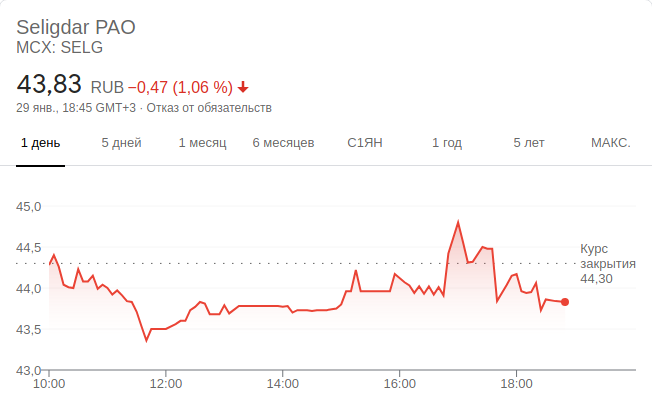 Seligdar PAO
MCX: SELG
43,83 RUB −0,47 (1,06 %)
29 янв., 18:45 GMT+3 · Отказ от обязательств
1 день 5 дней 1 месяц 6 месяцев С1ЯН 1 год 5 лет МАКС.
45,0
44,5
Курс
закрытия
44,30
44,0
43,5
43,0
10:00 12:00 14:00 16:00 18:00